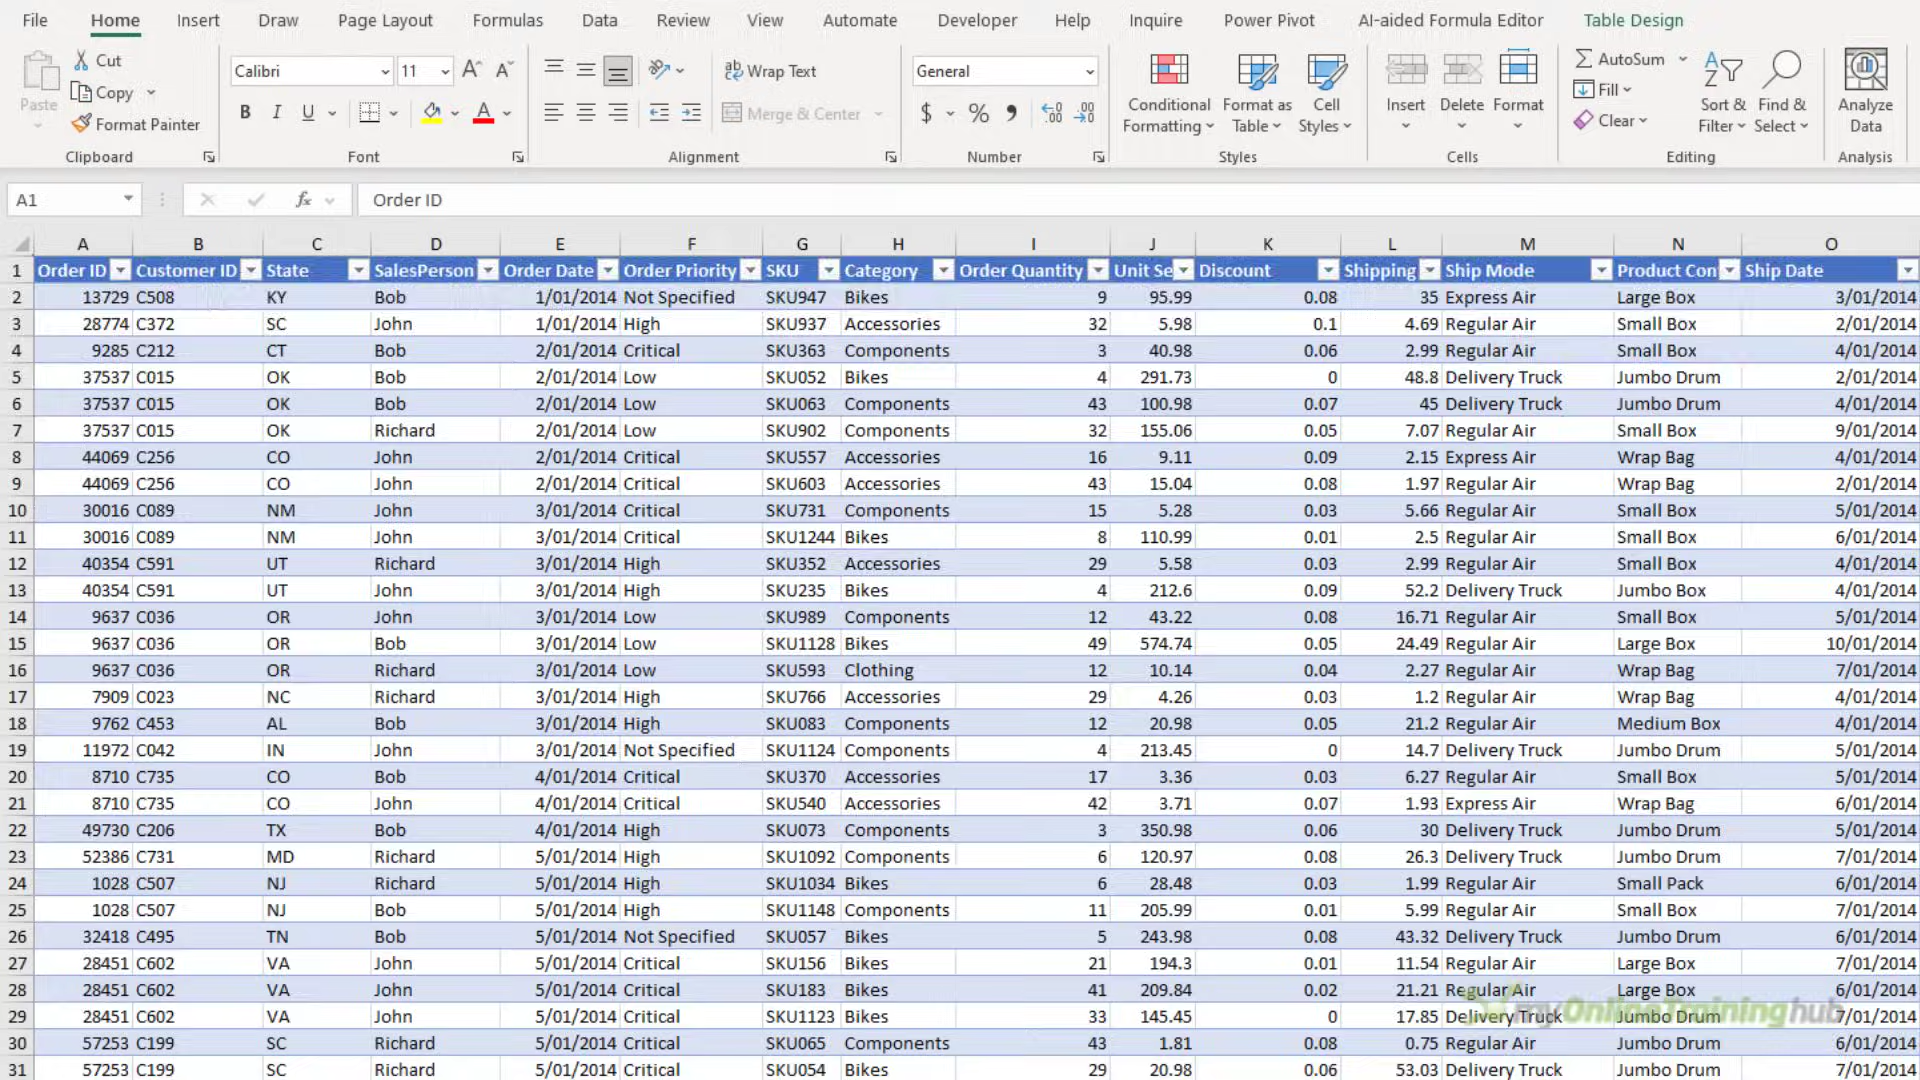 File Home Insert Draw Page Layout Formulas Data Review View Automate Developer Help Inquire Power Pivot AI-aided Formula Editor Table Design
Paste Cut Copy Format Painter Clipboard
Calibri 11 B I U A Font
Wrap Text Merge & Center Alignment
General $ % Number
Conditional Formatting Format as Table Cell Styles Styles
Insert Delete Format Cells
AutoSum Fill Clear Sort & Filter Find & Select Editing
Analyze Data Analysis
A1 fx Order ID
A B C D E F G H I J K L M N O
1 Order ID Customer ID State SalesPerson Order Date Order Priority SKU Category Order Quantity Unit Se Discount Shipping Ship Mode Product Con Ship Date
2 13729 C508 KY Bob 1/01/2014 Not Specified SKU947 Bikes 9 95.99 0.08 35 Express Air Large Box 3/01/2014
3 28774 C372 SC John 1/01/2014 High SKU937 Accessories 32 5.98 0.1 4.69 Regular Air Small Box 2/01/2014
4 9285 C212 CT Bob 2/01/2014 Critical SKU363 Components 3 40.98 0.06 2.99 Regular Air Small Box 4/01/2014
5 37537 C015 OK Bob 2/01/2014 Low SKU052 Bikes 4 291.73 0 48.8 Delivery Truck Jumbo Drum 2/01/2014
6 37537 C015 OK Bob 2/01/2014 Low SKU063 Components 43 100.98 0.07 45 Delivery Truck Jumbo Drum 4/01/2014
7 37537 C015 OK Richard 2/01/2014 Low SKU902 Components 32 155.06 0.05 7.07 Regular Air Small Box 9/01/2014
8 44069 C256 CO John 2/01/2014 Critical SKU557 Accessories 16 9.11 0.09 2.15 Express Air Wrap Bag 4/01/2014
9 44069 C256 CO John 2/01/2014 Critical SKU603 Accessories 43 15.04 0.08 1.97 Regular Air Wrap Bag 2/01/2014
10 30016 C089 NM John 3/01/2014 Critical SKU731 Components 15 5.28 0.03 5.66 Regular Air Small Box 5/01/2014
11 30016 C089 NM John 3/01/2014 Critical SKU1244 Bikes 8 110.99 0.01 2.5 Regular Air Small Box 6/01/2014
12 40354 C591 UT Richard 3/01/2014 High SKU352 Accessories 29 5.58 0.03 2.99 Regular Air Small Box 4/01/2014
13 40354 C591 UT John 3/01/2014 High SKU235 Bikes 4 212.6 0.09 52.2 Delivery Truck Jumbo Box 4/01/2014
14 9637 C036 OR John 3/01/2014 Low SKU989 Components 12 43.22 0.08 16.71 Regular Air Small Box 5/01/2014
15 9637 C036 OR Bob 3/01/2014 Low SKU1128 Bikes 49 574.74 0.05 24.49 Regular Air Large Box 10/01/2014
16 9637 C036 OR Richard 3/01/2014 Low SKU593 Clothing 12 10.14 0.04 2.27 Regular Air Wrap Bag 7/01/2014
17 7909 C023 NC Richard 3/01/2014 High SKU766 Accessories 29 4.26 0.03 1.2 Regular Air Wrap Bag 4/01/2014
18 9762 C453 AL Bob 3/01/2014 High SKU083 Components 12 20.98 0.05 21.2 Regular Air Medium Box 4/01/2014
19 11972 C042 IN John 3/01/2014 Not Specified SKU1124 Components 4 213.45 0 14.7 Delivery Truck Jumbo Drum 5/01/2014
20 8710 C735 CO Bob 4/01/2014 Critical SKU370 Accessories 17 3.36 0.03 6.27 Regular Air Small Box 5/01/2014
21 8710 C735 CO John 4/01/2014 Critical SKU540 Accessories 42 3.71 0.07 1.93 Express Air Wrap Bag 6/01/2014
22 49730 C206 TX Bob 4/01/2014 High SKU073 Components 3 350.98 0.06 30 Delivery Truck Jumbo Drum 5/01/2014
23 52386 C731 MD Richard 5/01/2014 High SKU1092 Components 6 120.97 0.08 26.3 Delivery Truck Jumbo Drum 7/01/2014
24 1028 C507 NJ Richard 5/01/2014 High SKU1034 Bikes 6 28.48 0.03 1.99 Regular Air Small Pack 6/01/2014
25 1028 C507 NJ Bob 5/01/2014 High SKU1148 Components 11 205.99 0.01 5.99 Regular Air Small Box 7/01/2014
26 32418 C495 TN Bob 5/01/2014 Not Specified SKU057 Bikes 5 243.98 0.08 43.32 Delivery Truck Jumbo Drum 6/01/2014
27 28451 C602 VA John 5/01/2014 Critical SKU156 Bikes 21 194.3 0.01 11.54 Regular Air Large Box 7/01/2014
28 28451 C602 VA John 5/01/2014 Critical SKU183 Bikes 41 209.84 0.02 21.21 Regular Air Large Box 6/01/2014
29 28451 C602 VA John 5/01/2014 Critical SKU1123 Bikes 33 145.45 0 17.85 Delivery Truck Jumbo Drum 7/01/2014
myOnlineTraininghub
30 57253 C199 SC Richard 5/01/2014 Critical SKU065 Components 43 1.81 0.08 0.75 Regular Air Jumbo Drum 6/01/2014
31 57253 C199 SC Richard 5/01/2014 Critical SKU054 Bikes 29 20.98 0.06 53.03 Delivery Truck Jumbo Drum 7/01/2014